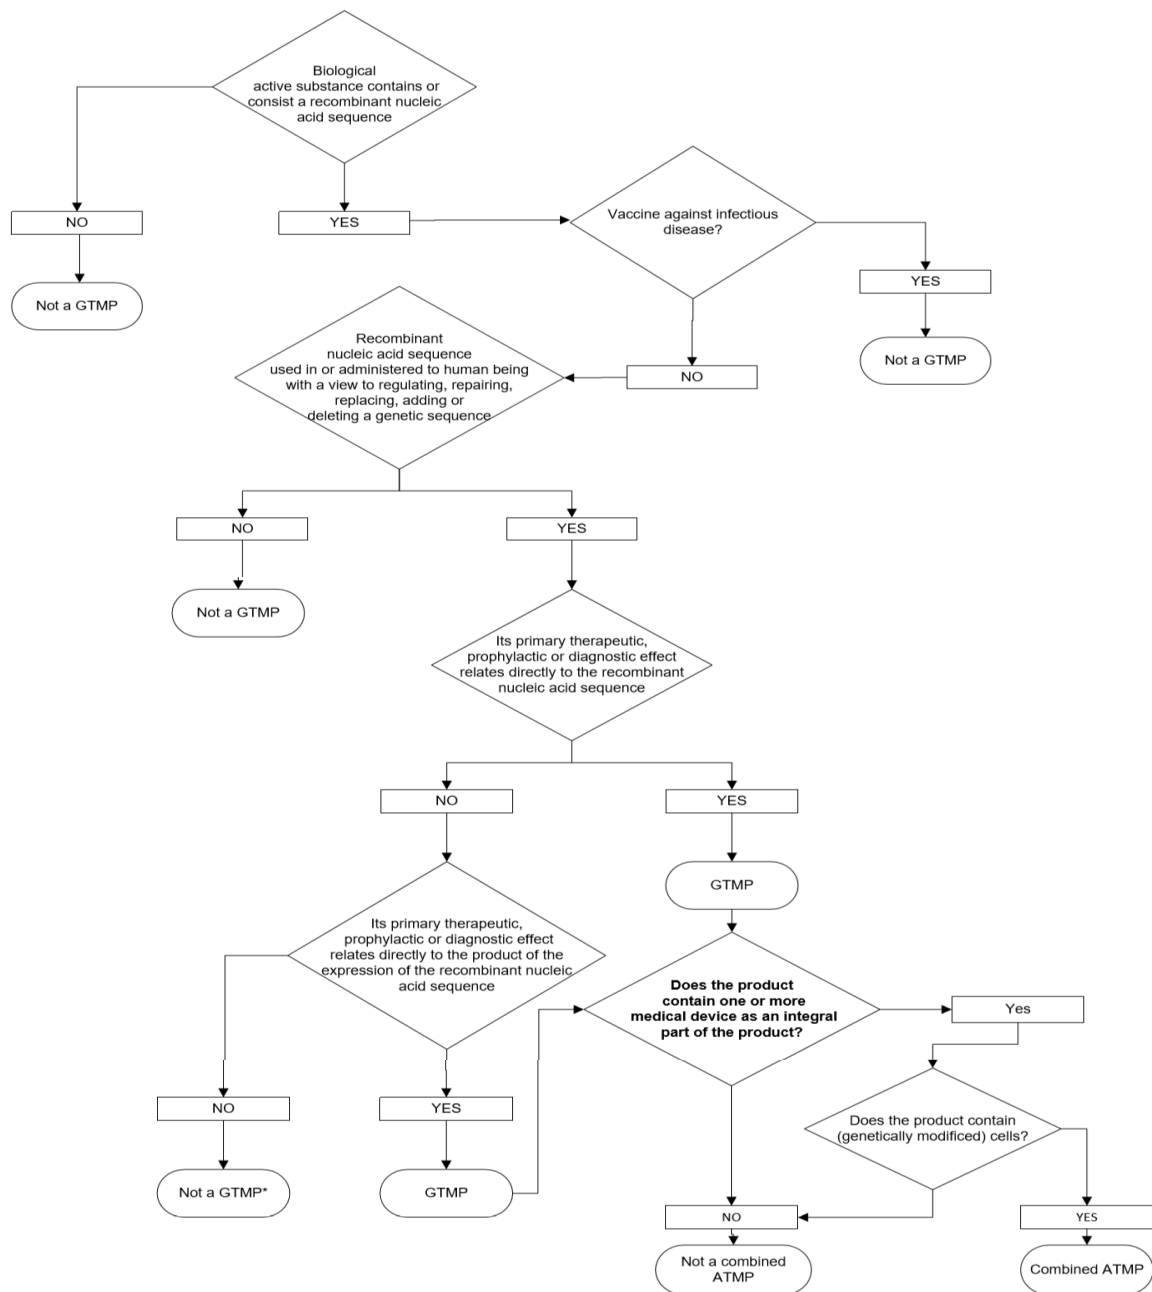 Biological
active substance contains or
consist a recombinant nucleic
acid sequence
NO
YES
Vaccine against infectious
disease?
Not a GTMP
YES
Recombinant
nucleic acid sequence
used in or administered to human being
with a view to regulating, repairing,
replacing, adding or
deleting a genetic sequence
NO
Not a GTMP
NO
YES
Not a GTMP
Its primary therapeutic,
prophylactic or diagnostic effect
relates directly to the recombinant
nucleic acid sequence
NO
YES
GTMP
Its primary therapeutic,
prophylactic or diagnostic effect
relates directly to the product of the
expression of the recombinant nucleic
acid sequence
Does the product
contain one or more
medical device as an integral
part of the product?
Yes
NO
YES
Does the product contain
(genetically modificed) cells?
Not a GTMP*
GTMP
NO
YES
Not a combined
ATMP
Combined ATMP